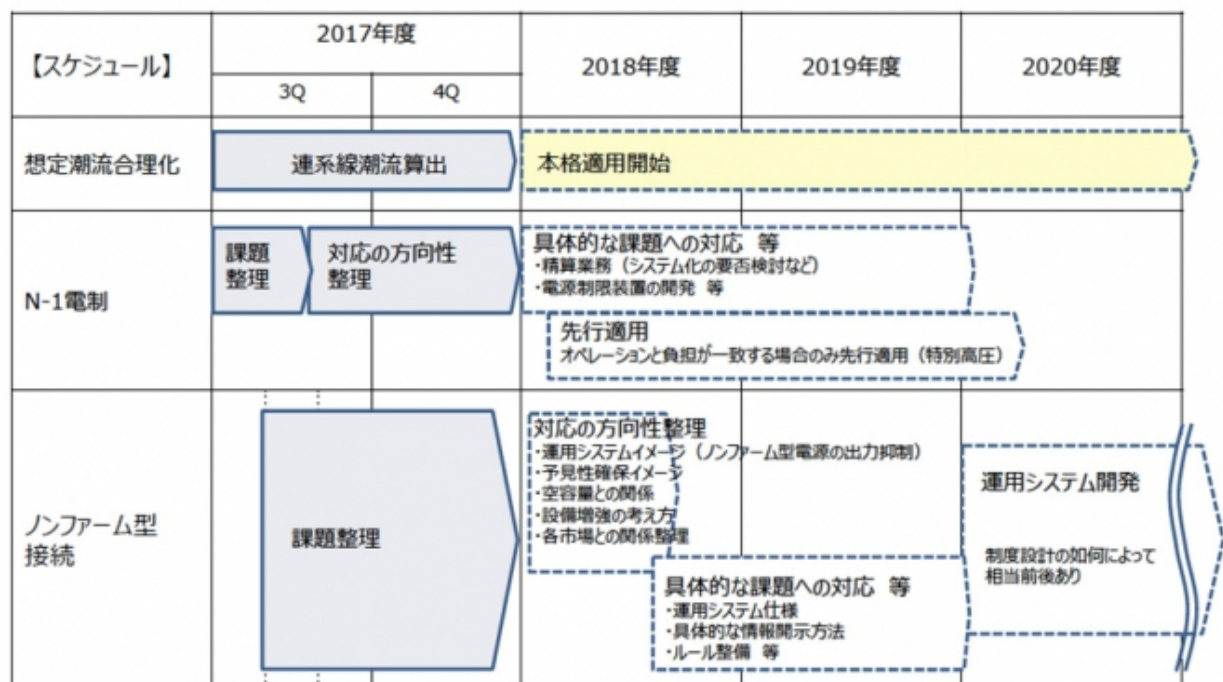 【スケジュール】
2017年度
3Q
4Q
2018年度
2019年度
2020年度
想定潮流合理化
連系線潮流算出
本格適用開始
N-1電制
課題
整理
対応の方向性
整理
具体的な課題への対応 等
・精算業務（システム化の要否検討など）
・電源制限装置の開発 等
先行適用
オペレーションと負担が一致する場合のみ先行適用（特別高圧）
ノンファーム型
接続
課題整理
対応の方向性整理
・運用システムイメージ（ノンファーム型電源の出力抑制）
・予見性確保イメージ
・空容量との関係
・設備増強の考え方
・各市場との関係整理
具体的な課題への対応 等
・運用システム仕様
・具体的な情報開示方法
・ルール整備 等
運用システム開発
制度設計の如何によって
相当前後あり